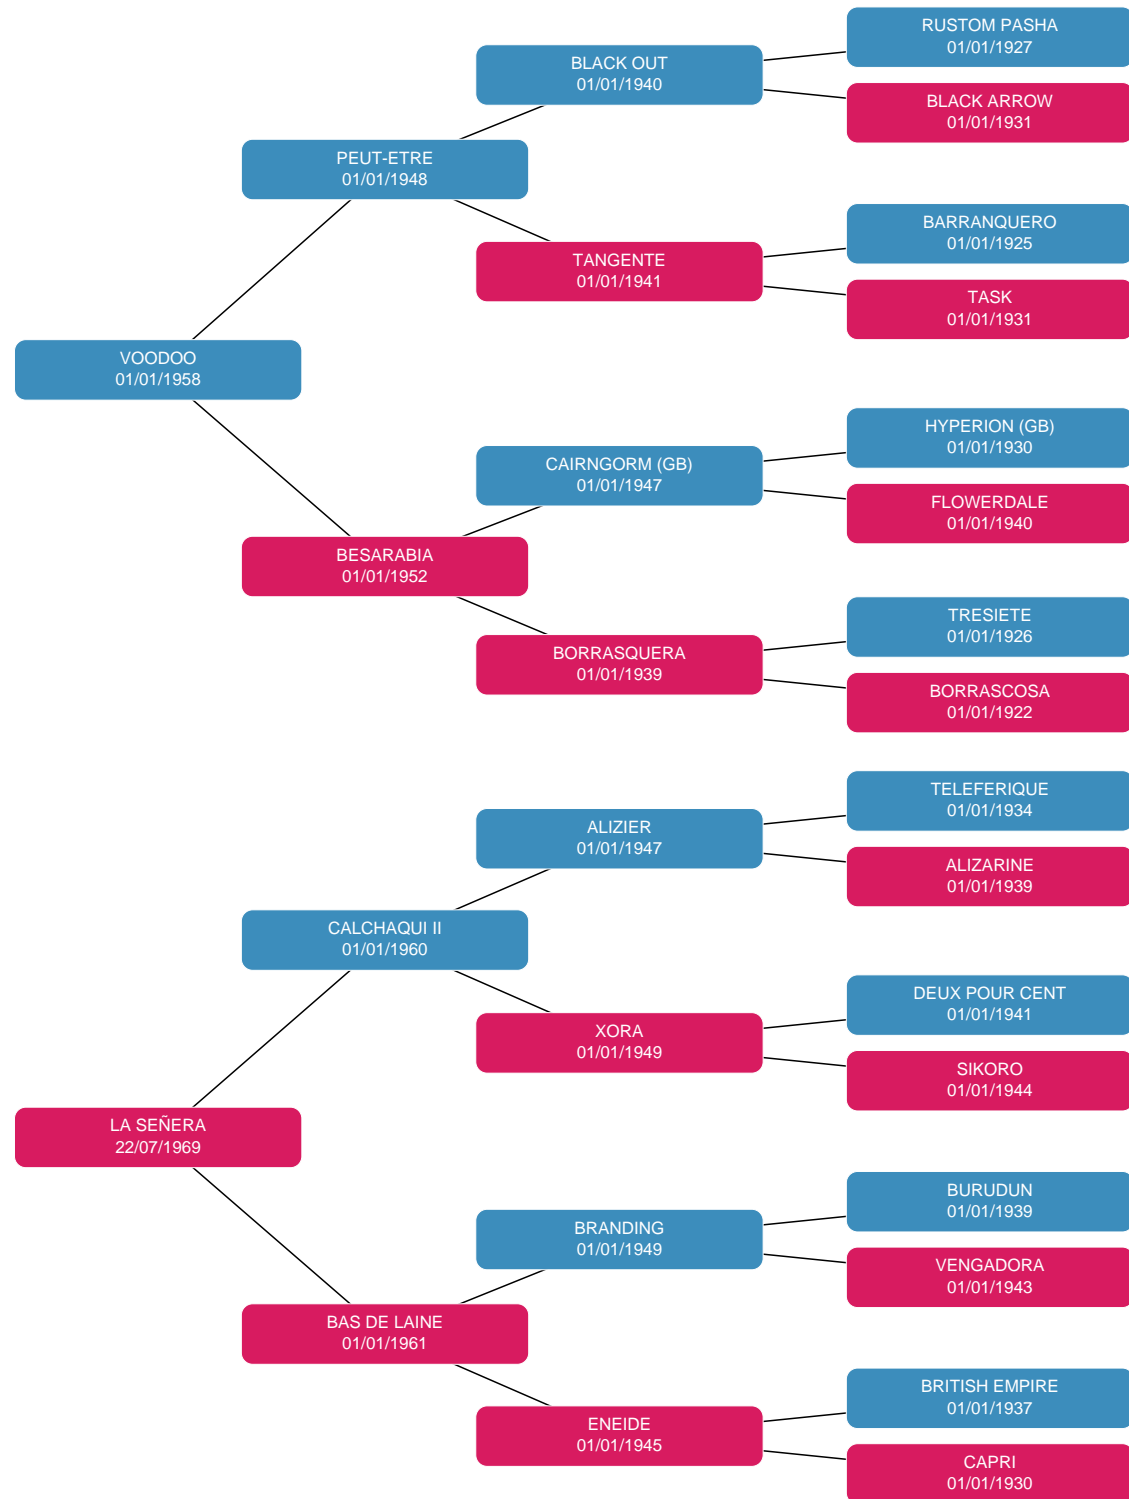 RUSTOM PASHA
01/01/1927
BLACK OUT
01/01/1940
BLACK ARROW
01/01/1931
PEUT-ETRE
01/01/1948
BARRANQUERO
01/01/1925
TANGENTE
01/01/1941
TASK
01/01/1931
VOODOO
01/01/1958
HYPERION (GB)
01/01/1930
CAIRNGORM (GB)
01/01/1947
FLOWERDALE
01/01/1940
BESARABIA
01/01/1952
TRESIETE
01/01/1926
BORRASQUERA
01/01/1939
BORRASCOSA
01/01/1922
TELEFERIQUE
01/01/1934
ALIZIER
01/01/1947
ALIZARINE
01/01/1939
CALCHAQUI II
01/01/1960
DEUX POUR CENT
01/01/1941
XORA
01/01/1949
SIKORO
01/01/1944
LA SEÑERA
22/07/1969
BURUDUN
01/01/1939
BRANDING
01/01/1949
VENGADORA
01/01/1943
BAS DE LAINE
01/01/1961
BRITISH EMPIRE
01/01/1937
ENEIDE
01/01/1945
CAPRI
01/01/1930